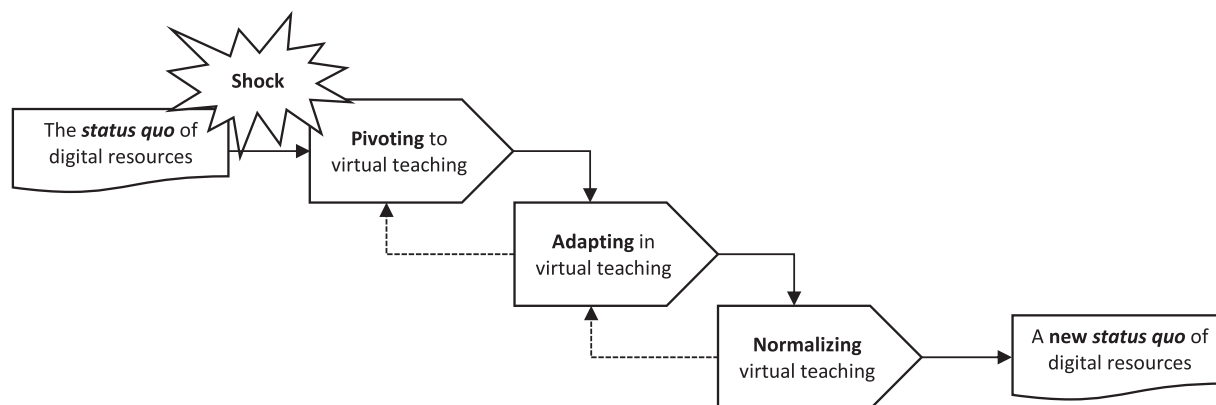 Shock
The status quo of
digital resources
Pivoting to
virtual teaching
Adapting in
virtual teaching
Normalizing
virtual teaching
A new status quo of
digital resources